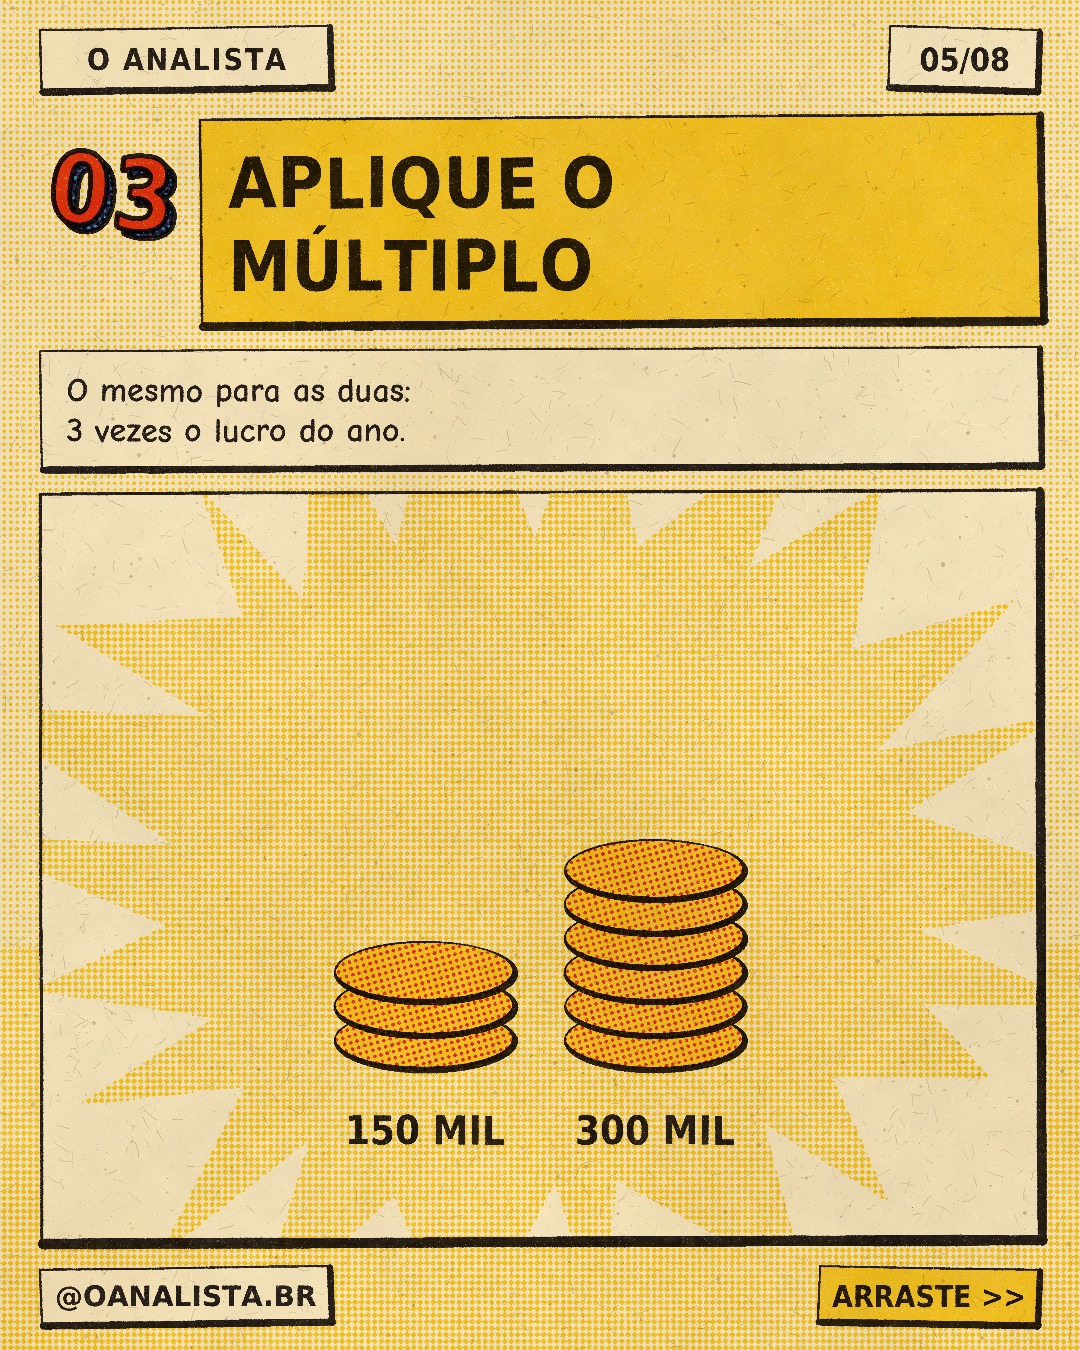 O ANALISTA
05/08
03
APLIQUE O
MÚLTIPLO
O mesmo para as duas:
3 vezes o lucro do ano.
150 MIL
300 MIL
@OANALISTA.BR
ARRASTE >>